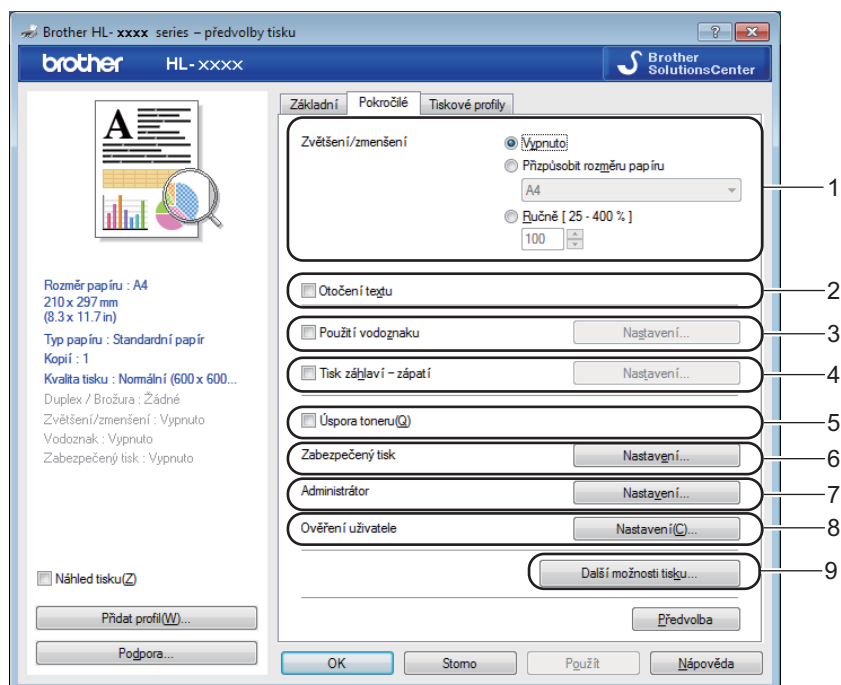 Brother HL- xxxx series – předvolby tisku
brother HL-xxxx
Brother
SolutionsCenter
Základní Pokročilé Tiskové profily
A
Zvětšení/zmenšení
Vypnuto
Přizpůsobit rozměru papíru
A4
Ručně [ 25 - 400 % ]
100
1
Otočení textu
2
Použití vodoznaku Nastavení...
3
Tisk záhlaví – zápatí Nastavení...
4
Úspora toneru(Q)
5
Zabezpečený tisk Nastavení...
6
Administrátor Nastavení...
7
Ověření uživatele Nastavení(C)...
8
Další možnosti tisku...
9
Předvolba
Rozměr papíru : A4
210 x 297 mm
(8.3 x 11.7 in)
Typ papíru : Standardní papír
Kopií : 1
Kvalita tisku : Normální (600 x 600...
Duplex / Brožura : Žádné
Zvětšení/zmenšení : Vypnuto
Vodoznak : Vypnuto
Zabezpečený tisk : Vypnuto
Náhled tisku(Z)
Přidat profil(W)...
Podpora...
OK Storno Použít Nápověda